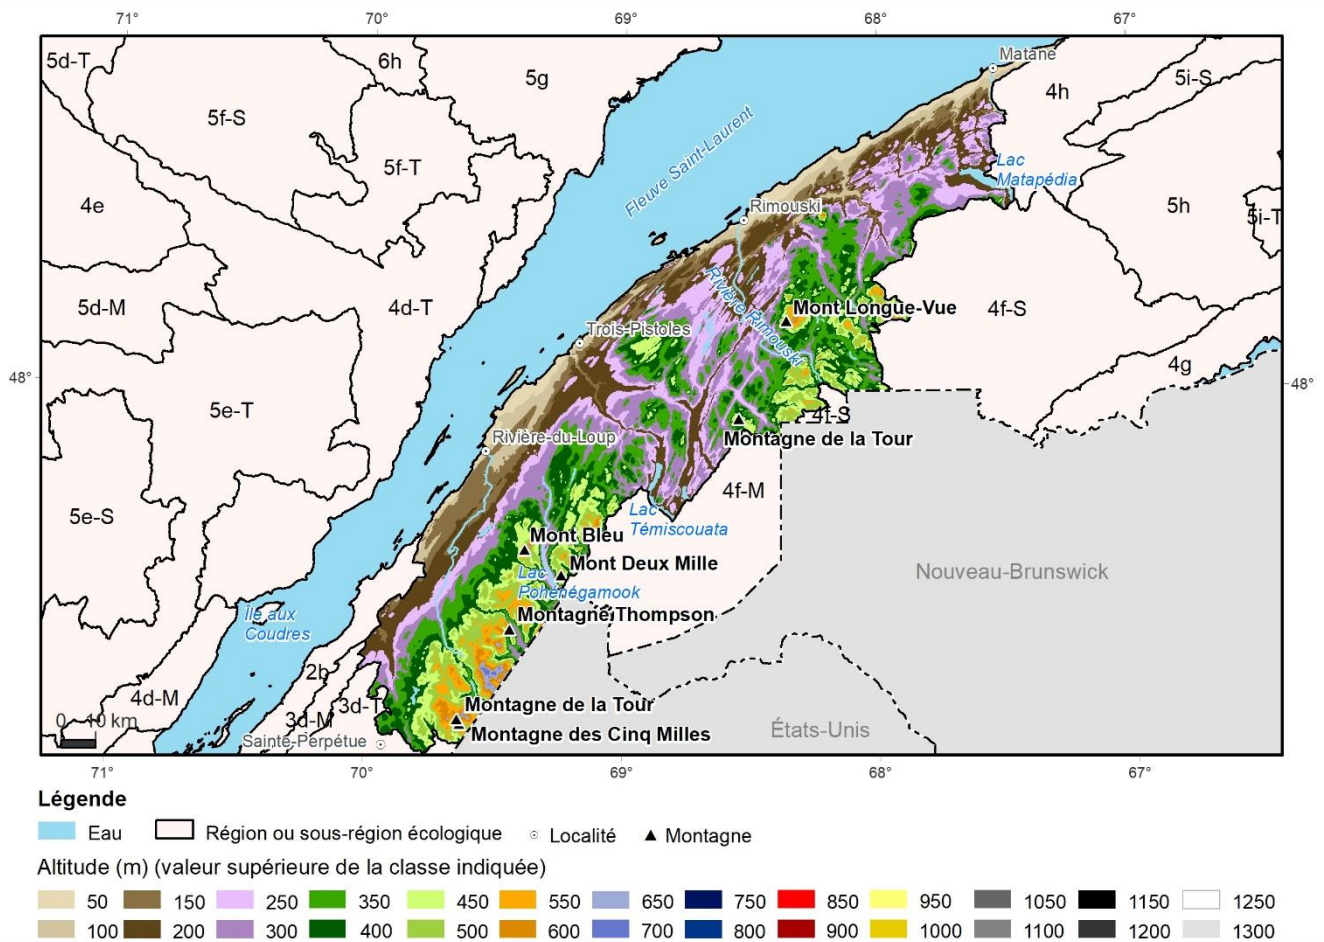 71° 70° 69° 68° 67°
Matane
5d-T 6h 5g 4h 5i-S
5f-S
5f-T
Fleuve Saint-Laurent
Lac
Matapédia
4e
Rimouski
5h
5i-T
5d-M 4d-T
Rivière Rimouski
Mont Longue-Vue
4f-S
Trois-Pistoles
4g
48° 48°
5e-T
4f-S
Rivière-du-Loup
Montagne de la Tour
4f-M
5e-S
Lac
Témiscouata
Mont Bleu
Mont Deux Mille
Lac
Pohénégamook
Nouveau-Brunswick
Île aux
Coudres
Montagne Thompson
2b
4d-M 3d-T
3d-M
Montagne de la Tour
0 10 km
Montagne des Cinq Milles
États-Unis
Sainte-Perpétue
71° 70° 69° 68° 67°
Légende
Eau Région ou sous-région écologique Localité Montagne
Altitude (m) (valeur supérieure de la classe indiquée)
50 150 250 350 450 550 650 750 850 950 1050 1150 1250
100 200 300 400 500 600 700 800 900 1000 1100 1200 1300